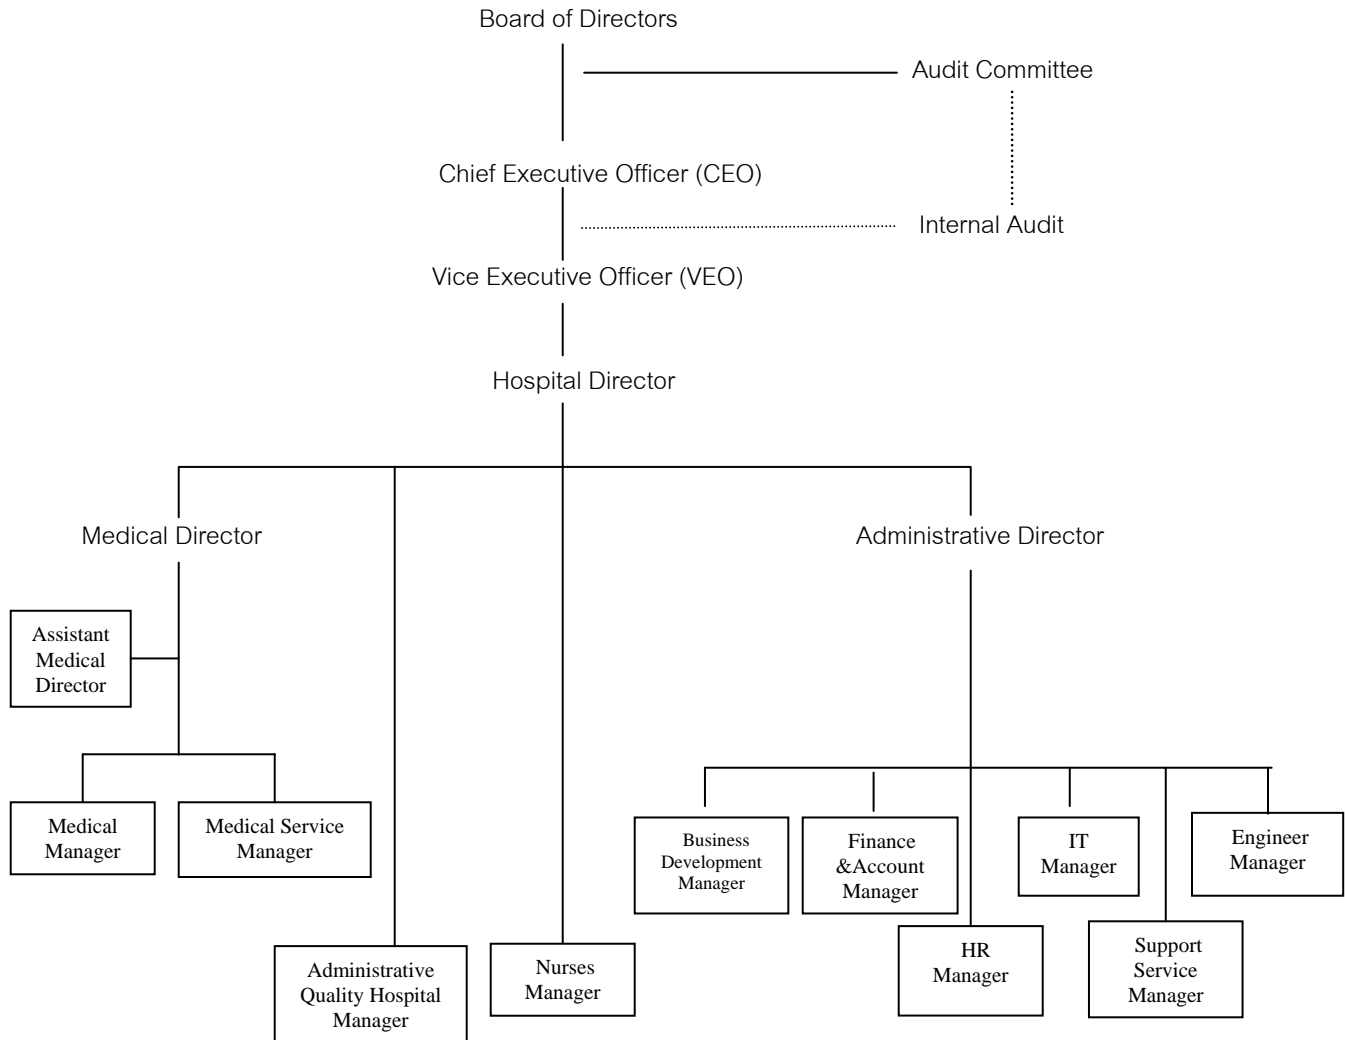 Board of Directors
Audit Committee
Chief Executive Officer (CEO)
Internal Audit
Vice Executive Officer (VEO)
Hospital Director
Medical Director
Administrative Director
Assistant
Medical
Director
Medical
Manager
Medical Service
Manager
Business
Development
Manager
Finance
&Account
Manager
IT
Manager
Engineer
Manager
Administrative
Quality Hospital
Manager
Nurses
Manager
HR
Manager
Support
Service
Manager